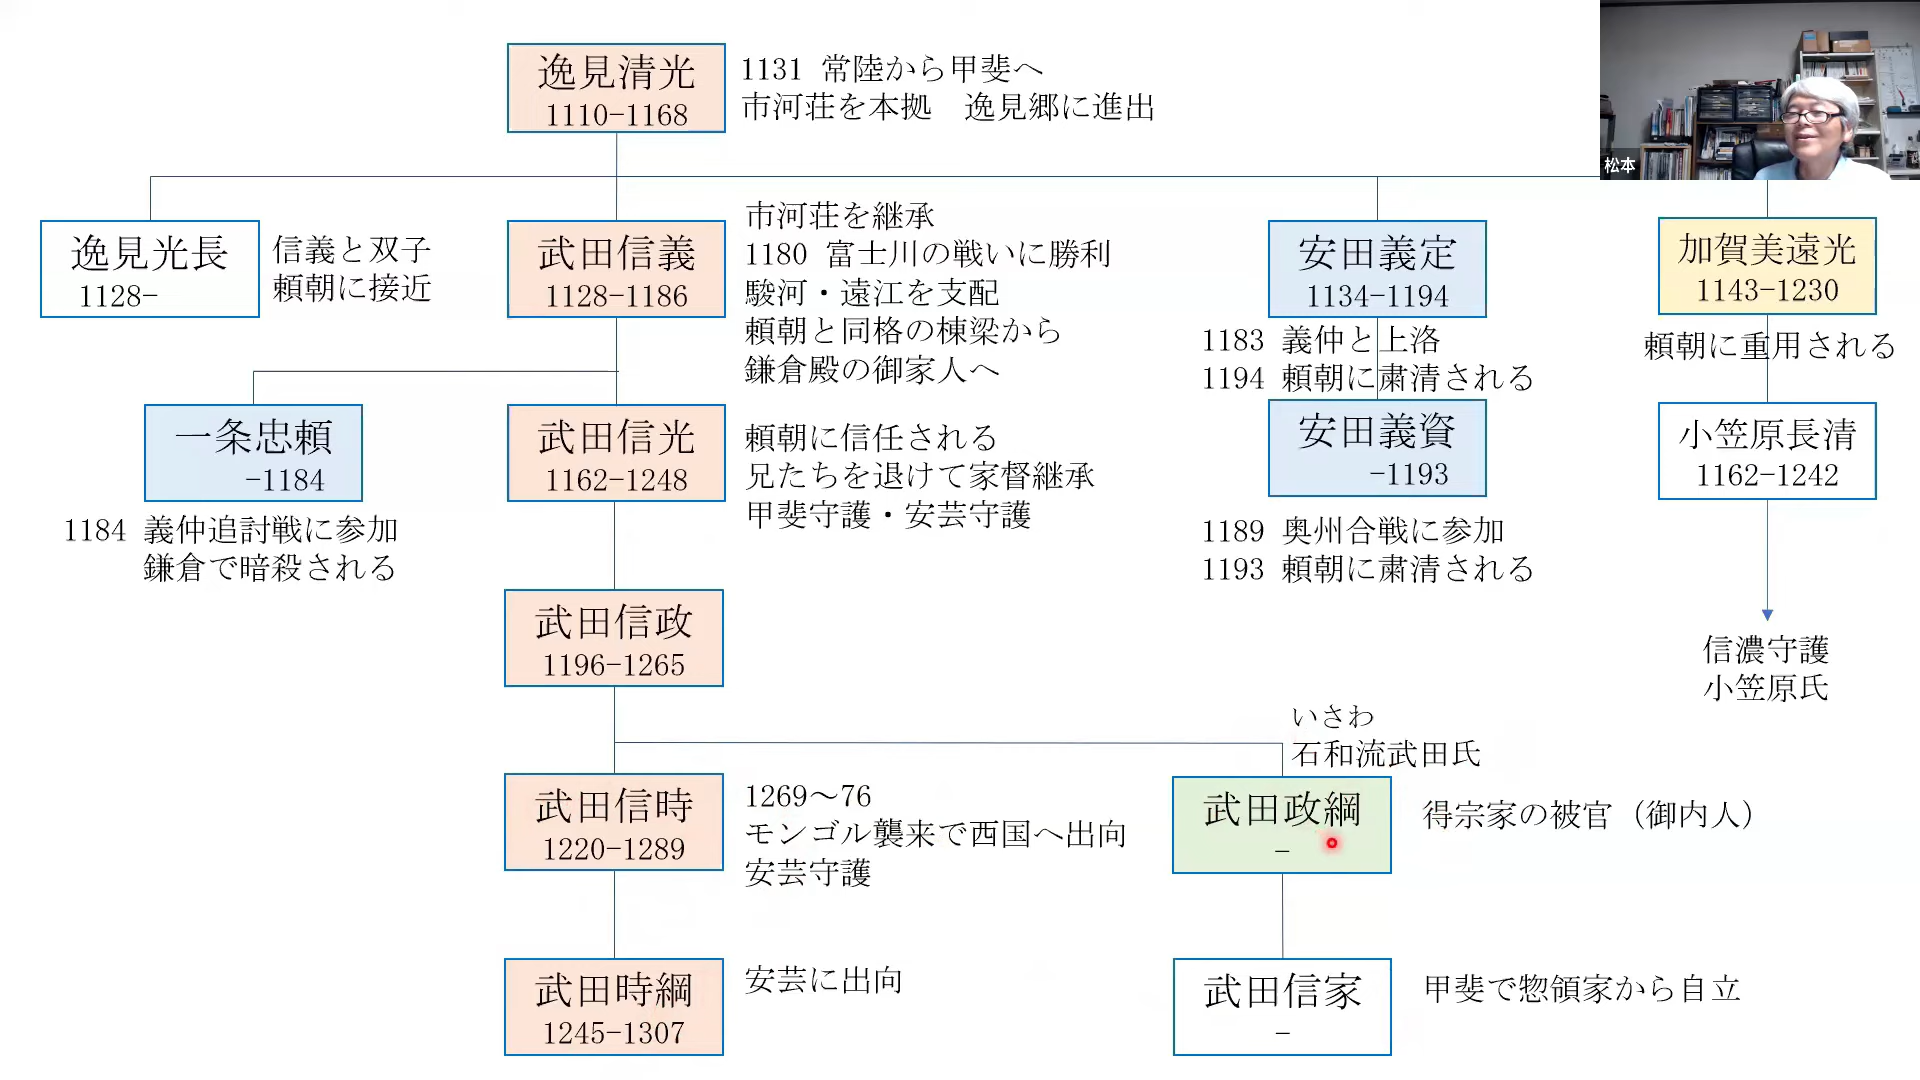 逸見清光
1110-1168
1131 常陸から甲斐へ
市河荘を本拠　逸見郷に進出
松本
逸見光長
1128-
信義と双子
頼朝に接近
武田信義
1128-1186
市河荘を継承
1180 富士川の戦いに勝利
駿河・遠江を支配
頼朝と同格の棟梁から
鎌倉殿の御家人へ
安田義定
1134-1194
1183 義仲と上洛
1194 頼朝に粛清される
加賀美遠光
1143-1230
頼朝に重用される
一条忠頼
-1184
1184 義仲追討戦に参加
鎌倉で暗殺される
武田信光
1162-1248
頼朝に信任される
兄たちを退けて家督継承
甲斐守護・安芸守護
安田義資
-1193
1189 奥州合戦に参加
1193 頼朝に粛清される
小笠原長清
1162-1242
信濃守護
小笠原氏
武田信政
1196-1265
いさわ
石和流武田氏
武田信時
1220-1289
1269～76
モンゴル襲来で西国へ出向
安芸守護
武田政綱
-
得宗家の被官（御内人）
武田時綱
1245-1307
安芸に出向
武田信家
-
甲斐で惣領家から自立